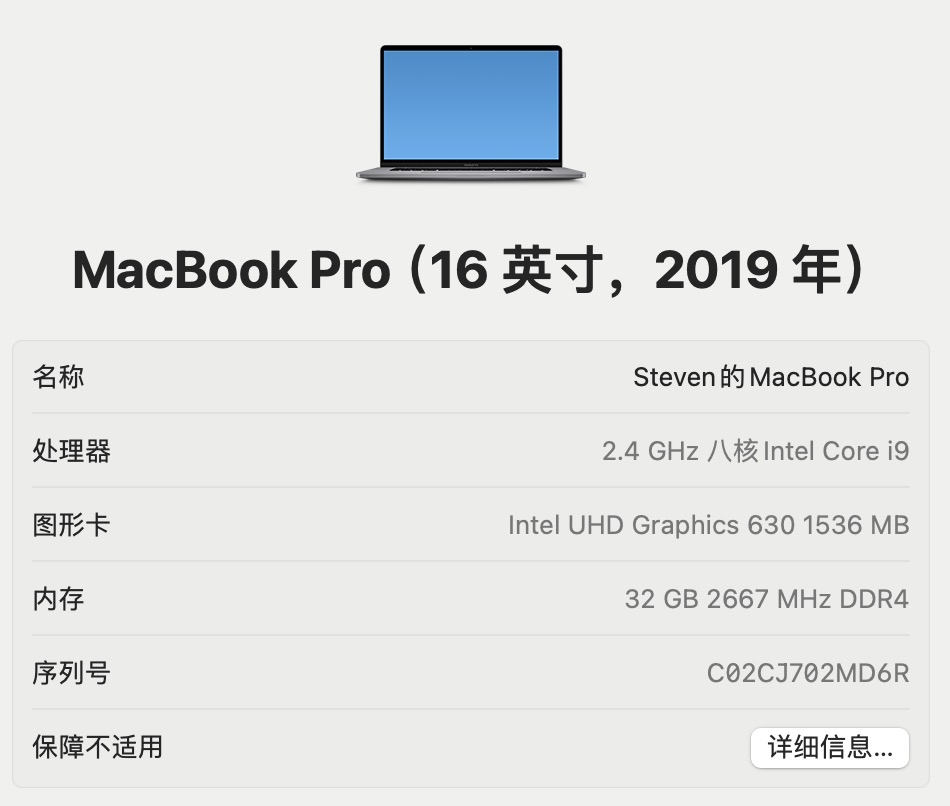 MacBook Pro（16 英寸，2019 年）
名称 Steven的MacBook Pro
处理器 2.4 GHz 八核Intel Core i9
图形卡 Intel UHD Graphics 630 1536 MB
内存 32 GB 2667 MHz DDR4
序列号 C02CJ702MD6R
保障不适用 详细信息...